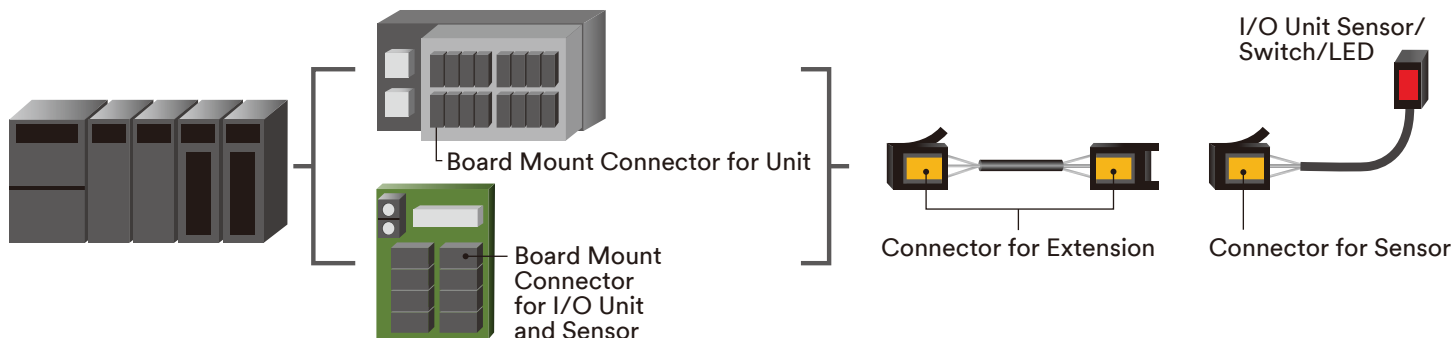 I/O Unit Sensor/
Switch/LED
Board Mount Connector for Unit
Board Mount
Connector
for I/O Unit
and Sensor
Connector for Extension
Connector for Sensor